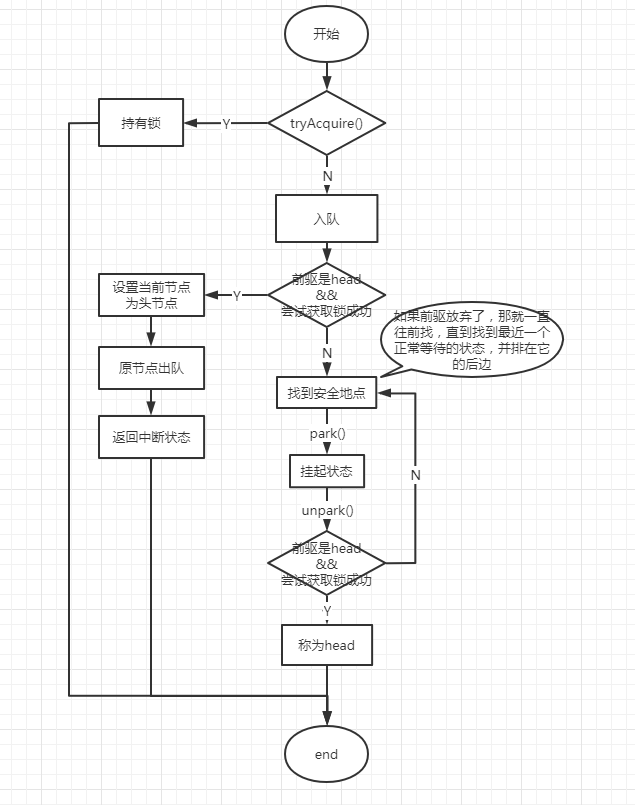 开始
tryAcquire()
Y
持有锁
N
入队
前驱是head
&&
尝试获取锁成功
Y
设置当前节点
为头节点
原节点出队
返回中断状态
N
如果前驱放弃了，那就一直
往前找，直到找到最近一个
正常等待的状态，并排在它
的后边
找到安全地点
park()
挂起状态
unpark()
前驱是head
&&
尝试获取锁成功
N
Y
称为head
end